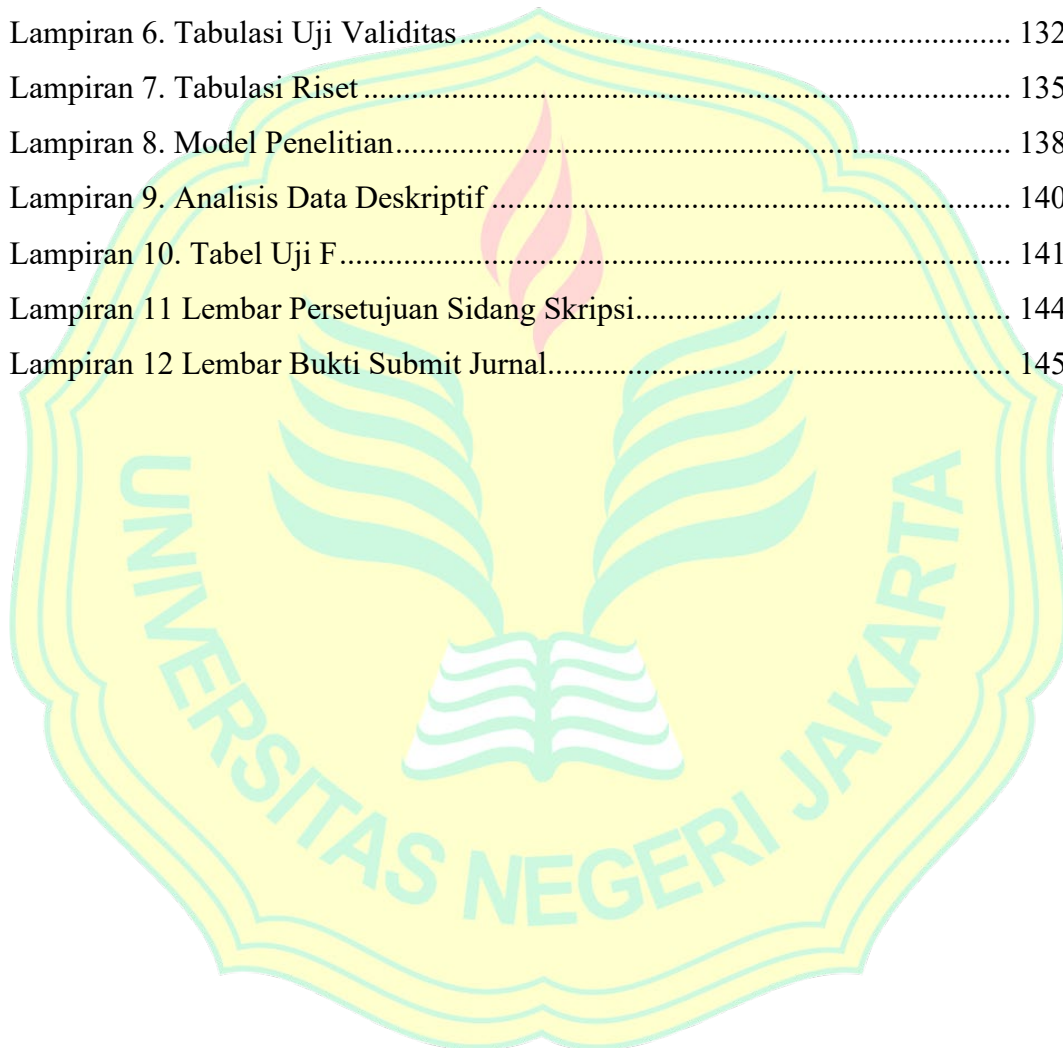 Lampiran 6. Tabulasi Uji Validitas........................................................................ 132
Lampiran 7. Tabulasi Riset.................................................................................... 135
Lampiran 8. Model Penelitian................................................................................ 138
Lampiran 9. Analisis Data Deskriptif.................................................................... 140
Lampiran 10. Tabel Uji F....................................................................................... 141
Lampiran 11 Lembar Persetujuan Sidang Skripsi.................................................. 144
Lampiran 12 Lembar Bukti Submit Jurnal............................................................. 145
UNIVERSITAS NEGERI JAKARTA